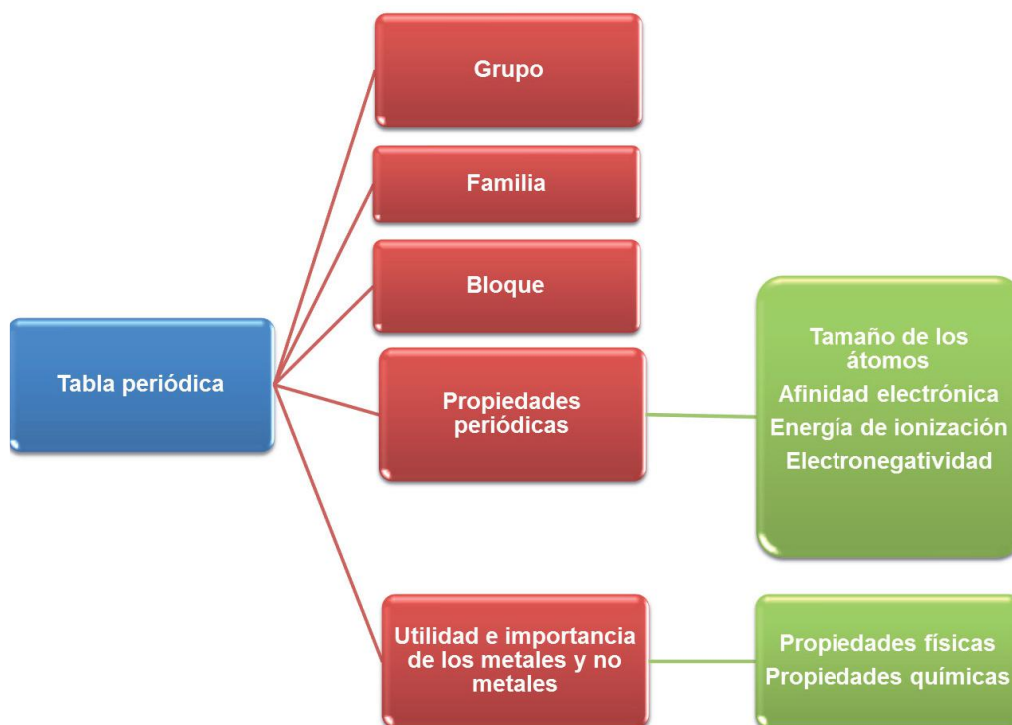 Grupo
Familia
Bloque
Tabla periódica
Propiedades
periódicas
Tamaño de los
átomos
Afinidad electrónica
Energía de ionización
Electronegatividad
Utilidad e importancia
de los metales y no
metales
Propiedades físicas
Propiedades químicas